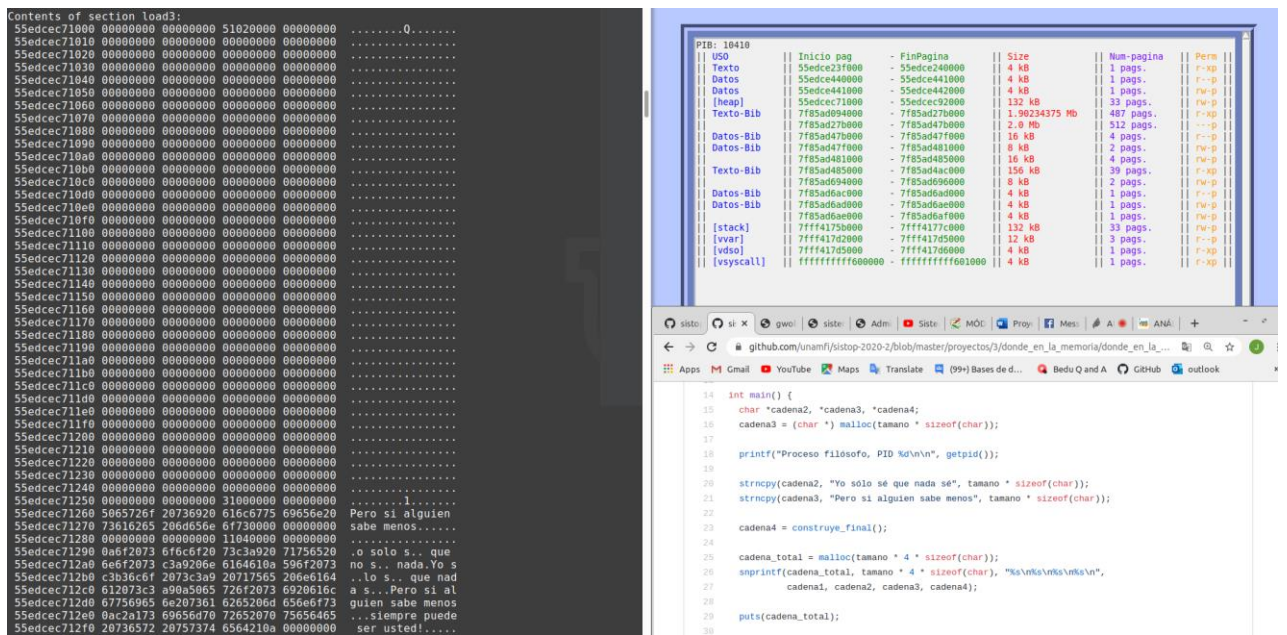 Contents of section load3:
55edcec71000 00000000 00000000 51020000 00000000 ........Q.......
55edcec71010 00000000 00000000 00000000 00000000 ................
55edcec71020 00000000 00000000 00000000 00000000 ................
55edcec71030 00000000 00000000 00000000 00000000 ................
55edcec71040 00000000 00000000 00000000 00000000 ................
55edcec71050 00000000 00000000 00000000 00000000 ................
55edcec71060 00000000 00000000 00000000 00000000 ................
55edcec71070 00000000 00000000 00000000 00000000 ................
55edcec71080 00000000 00000000 00000000 00000000 ................
55edcec71090 00000000 00000000 00000000 00000000 ................
55edcec710a0 00000000 00000000 00000000 00000000 ................
55edcec710b0 00000000 00000000 00000000 00000000 ................
55edcec710c0 00000000 00000000 00000000 00000000 ................
55edcec710d0 00000000 00000000 00000000 00000000 ................
55edcec710e0 00000000 00000000 00000000 00000000 ................
55edcec710f0 00000000 00000000 00000000 00000000 ................
55edcec71100 00000000 00000000 00000000 00000000 ................
55edcec71110 00000000 00000000 00000000 00000000 ................
55edcec71120 00000000 00000000 00000000 00000000 ................
55edcec71130 00000000 00000000 00000000 00000000 ................
55edcec71140 00000000 00000000 00000000 00000000 ................
55edcec71150 00000000 00000000 00000000 00000000 ................
55edcec71160 00000000 00000000 00000000 00000000 ................
55edcec71170 00000000 00000000 00000000 00000000 ................
55edcec71180 00000000 00000000 00000000 00000000 ................
55edcec71190 00000000 00000000 00000000 00000000 ................
55edcec711a0 00000000 00000000 00000000 00000000 ................
55edcec711b0 00000000 00000000 00000000 00000000 ................
55edcec711c0 00000000 00000000 00000000 00000000 ................
55edcec711d0 00000000 00000000 00000000 00000000 ................
55edcec711e0 00000000 00000000 00000000 00000000 ................
55edcec711f0 00000000 00000000 00000000 00000000 ................
55edcec71200 00000000 00000000 00000000 00000000 ................
55edcec71210 00000000 00000000 00000000 00000000 ................
55edcec71220 00000000 00000000 00000000 00000000 ................
55edcec71230 00000000 00000000 00000000 00000000 ................
55edcec71240 00000000 00000000 00000000 00000000 ................
55edcec71250 00000000 00000000 31000000 00000000 ........1.......
55edcec71260 5065726f 20736920 616c6775 69656e20 Pero si alguien
55edcec71270 73616265 206d656e 6f730000 00000000 sabe menos......
55edcec71280 00000000 00000000 11040000 00000000 ................
55edcec71290 0a6f2073 6f6c6f20 73c3a920 71756520 .o solo s.. que
55edcec712a0 6e6f2073 c3a9206e 6164610a 596f2073 no s.. nada.Yo s
55edcec712b0 c3b36c6f 2073c3a9 20717565 206e6164 ..lo s.. que nad
55edcec712c0 612073c3 a90a5065 726f2073 6920616c a s...Pero si al
55edcec712d0 67756965 6e207361 6265206d 656e6f73 guien sabe menos
55edcec712e0 0ac2a173 69656d70 72652070 75656465 ...siempre puede
55edcec712f0 20736572 20757374 6564210a 00000000 ser usted!.....
PIB: 10410
|| USO || Inicio pag - FinPagina || Size || Num-pagina || Perm ||
|| Texto || 55edce23f000 - 55edce240000 || 4 kB || 1 pags. || r-xp ||
|| Datos || 55edce440000 - 55edce441000 || 4 kB || 1 pags. || r--p ||
|| Datos || 55edce441000 - 55edce442000 || 4 kB || 1 pags. || rw-p ||
|| [heap] || 55edcec71000 - 55edcec92000 || 132 kB || 33 pags. || rw-p ||
|| Texto-Bib || 7f85ad094000 - 7f85ad27b000 || 1.90234375 Mb || 487 pags. || r-xp ||
|| || 7f85ad27b000 - 7f85ad47b000 || 2.0 Mb || 512 pags. || ---p ||
|| Datos-Bib || 7f85ad47b000 - 7f85ad47f000 || 16 kB || 4 pags. || r--p ||
|| Datos-Bib || 7f85ad47f000 - 7f85ad481000 || 8 kB || 2 pags. || rw-p ||
|| || 7f85ad481000 - 7f85ad485000 || 16 kB || 4 pags. || rw-p ||
|| Texto-Bib || 7f85ad485000 - 7f85ad4ac000 || 156 kB || 39 pags. || r-xp ||
|| || 7f85ad694000 - 7f85ad696000 || 8 kB || 2 pags. || rw-p ||
|| Datos-Bib || 7f85ad6ac000 - 7f85ad6ad000 || 4 kB || 1 pags. || r--p ||
|| Datos-Bib || 7f85ad6ad000 - 7f85ad6ae000 || 4 kB || 1 pags. || rw-p ||
|| || 7f85ad6ae000 - 7f85ad6af000 || 4 kB || 1 pags. || rw-p ||
|| [stack] || 7fff4175b000 - 7fff4177c000 || 132 kB || 33 pags. || rw-p ||
|| [vvar] || 7fff417d2000 - 7fff417d5000 || 12 kB || 3 pags. || r--p ||
|| [vdso] || 7fff417d5000 - 7fff417d6000 || 4 kB || 1 pags. || r-xp ||
|| [vsyscall] || ffffffffff600000 - ffffffffff601000 || 4 kB || 1 pags. || r-xp ||
sisto si gwol siste Admi Siste MÓD Proy Mess A ANÁ
github.com/unamfi/sistop-2020-2/blob/master/proyectos/3/donde_en_la_memoria/donde_en_la_...
Apps Gmail YouTube Maps Translate (99+) Bases de d... Bedu Q and A GitHub outlook
14 int main() {
15 char *cadena2, *cadena3, *cadena4;
16 cadena3 = (char *) malloc(tamano * sizeof(char));
17
18 printf("Proceso filósofo, PID %d\n\n", getpid());
19
20 strncpy(cadena2, "Yo sólo sé que nada sé", tamano * sizeof(char));
21 strncpy(cadena3, "Pero si alguien sabe menos", tamano * sizeof(char));
22
23 cadena4 = construye_final();
24
25 cadena_total = malloc(tamano * 4 * sizeof(char));
26 snprintf(cadena_total, tamano * 4 * sizeof(char), "%s\n%s\n%s\n%s\n",
27 cadena1, cadena2, cadena3, cadena4);
28
29 puts(cadena_total);
30